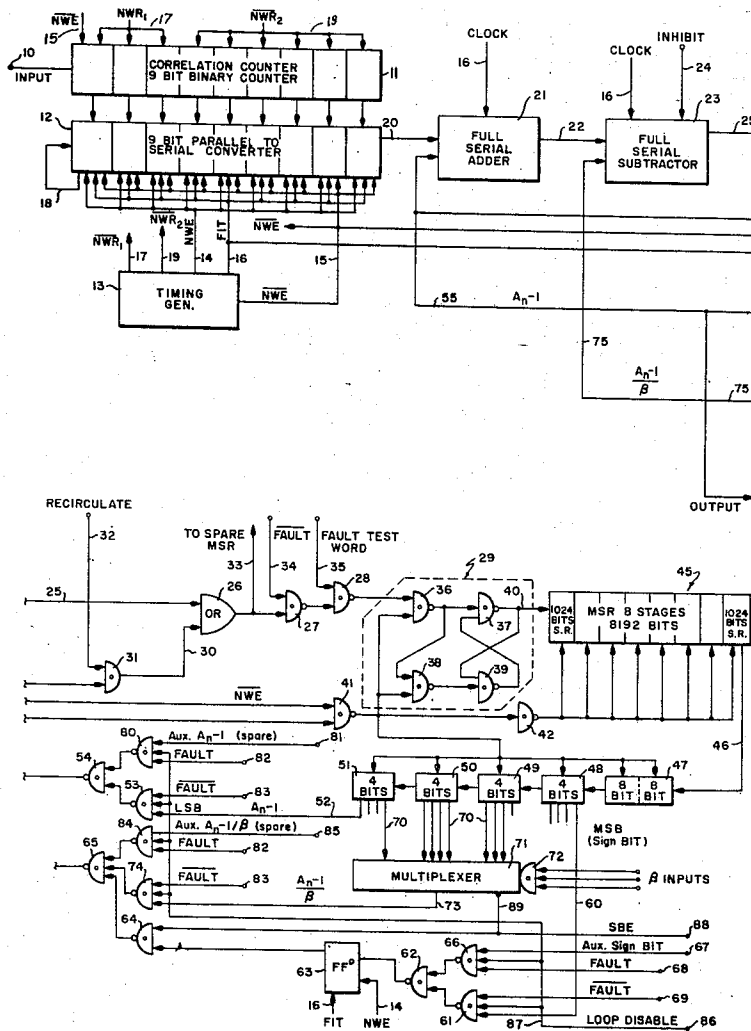 NWE
15
NWR1
17
NWR2
19
10
INPUT
CORRELATION COUNTER
9 BIT BINARY COUNTER
11
12
9 BIT PARALLEL TO
SERIAL CONVERTER
20
18
CLOCK
16
21
FULL
SERIAL
ADDER
22
CLOCK
16
INHIBIT
24
23
FULL
SERIAL
SUBTRACTOR
25
NWR1
17
NWR2
19
NWE
14
FIT
16
NWE
15
13
TIMING
GEN.
NWE
55
An-1
75
An-1
β
75
OUTPUT
RECIRCULATE
32
TO SPARE
MSR
33
FAULT
34
FAULT TEST
WORD
35
25
26
OR
27
28
29
36
40
37
38
39
30
31
NWE
41
42
45
1024
BITS
S.R.
MSR 8 STAGES
8192 BITS
1024
BITS
S.R.
46
80
Aux. An-1 (spare)
81
FAULT
82
54
53
FAULT
83
LSB
An-1
52
84
Aux. An-1/β (spare)
85
FAULT
82
65
74
FAULT
83
An-1
β
73
64
51
4
BITS
50
4
BITS
49
4
BITS
48
4
BITS
47
8
BIT
8
BIT
70
70
MSB
(Sign BIT)
71
MULTIPLEXER
72
β INPUTS
89
60
SBE
88
Aux. Sign BIT
67
66
FAULT
68
62
FAULT
69
61
63
FF
16
FIT
14
NWE
87
LOOP DISABLE
86